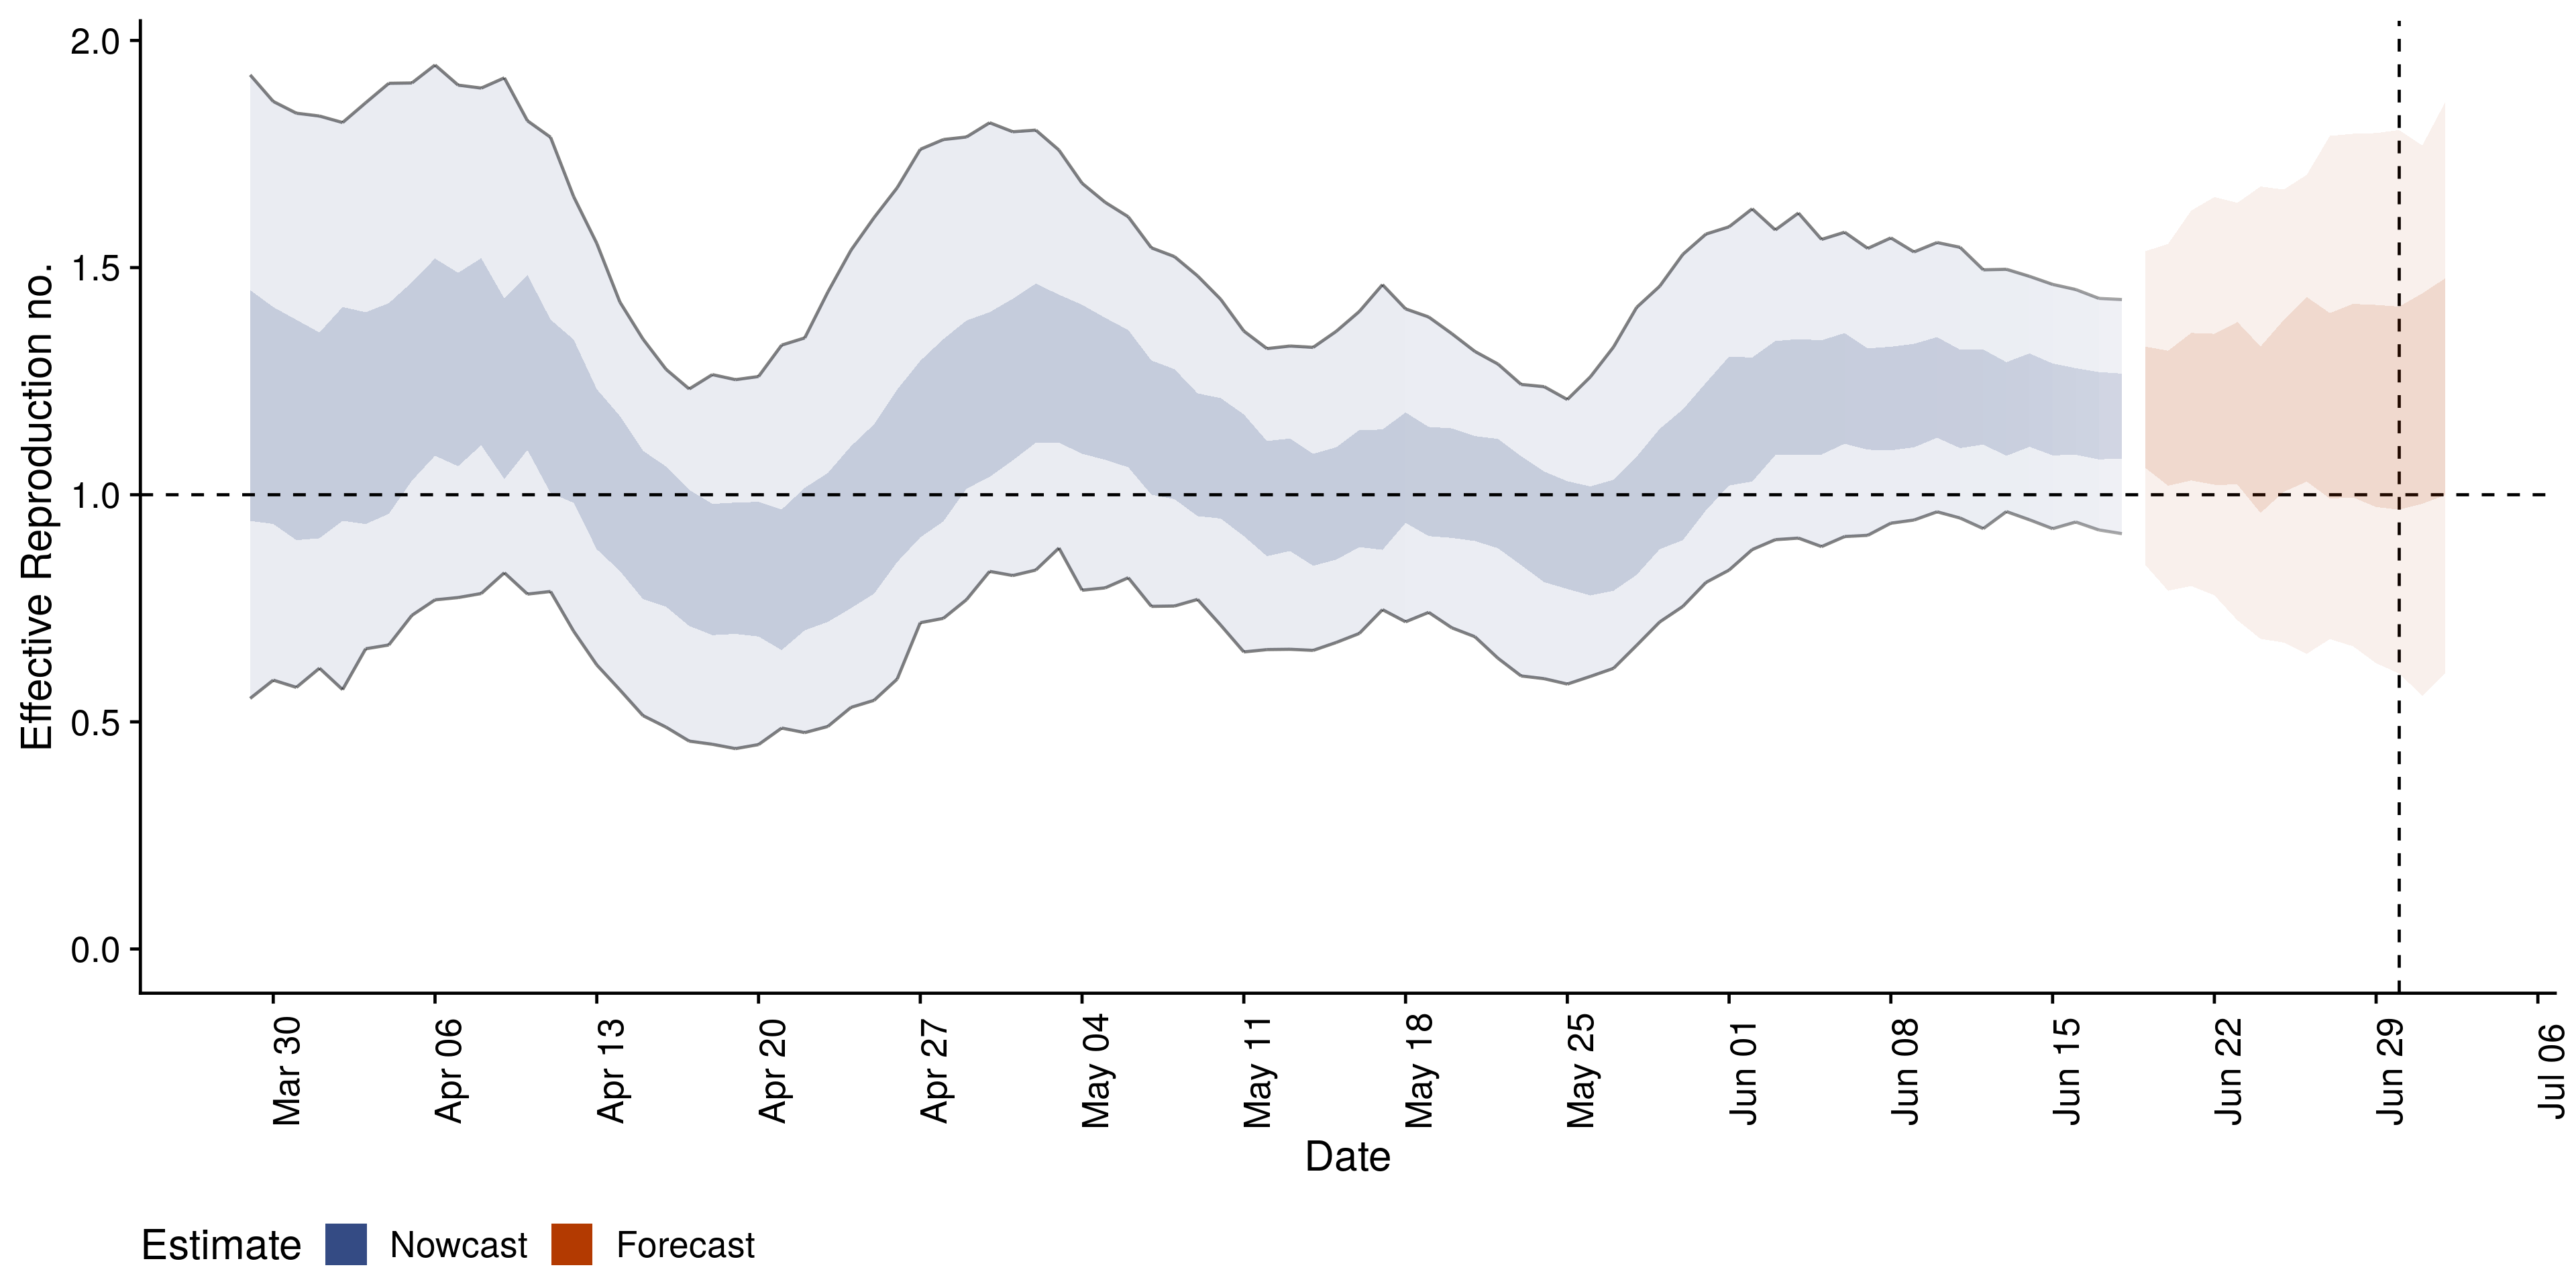 Effective Reproduction no.
2.0
1.5
1.0
0.5
0.0
Mar 30
Apr 06
Apr 13
Apr 20
Apr 27
May 04
May 11
May 18
May 25
Jun 01
Jun 08
Jun 15
Jun 22
Jun 29
Jul 06
Date
Estimate Nowcast Forecast